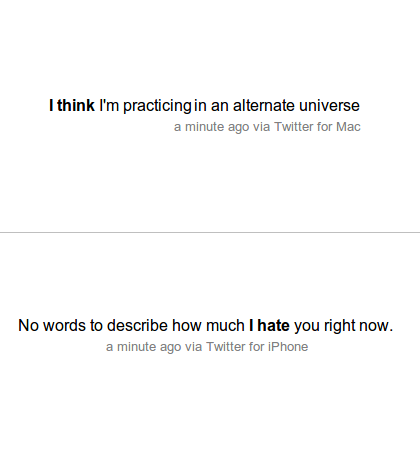 I think I'm practicing in an alternate universe
a minute ago via Twitter for Mac
No words to describe how much I hate you right now.
a minute ago via Twitter for iPhone